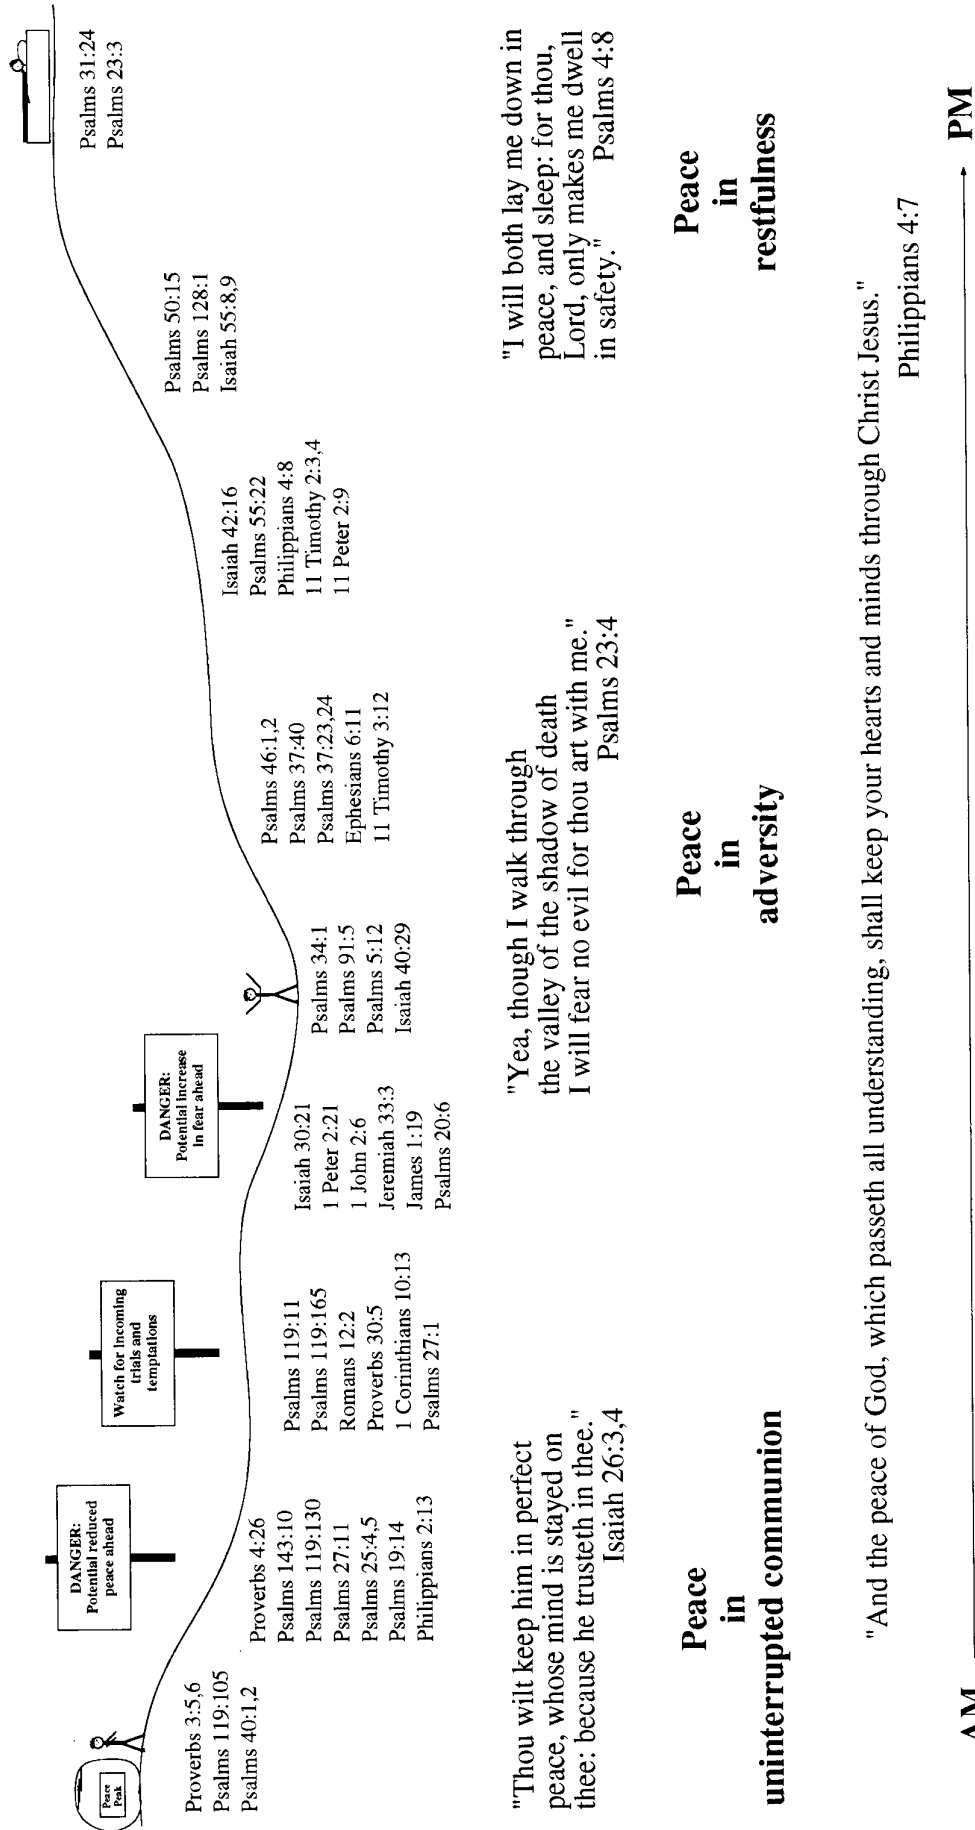 Peace
Peak
DANGER:
Potential reduced
peace ahead
Watch for incoming
trials and
temptations
DANGER:
Potential increase
in fear ahead
Proverbs 3:5,6
Psalms 119:105
Psalms 40:1,2
Proverbs 4:26
Psalms 143:10
Psalms 119:130
Psalms 27:11
Psalms 25:4,5
Psalms 19:14
Philippians 2:13
Psalms 119:11
Psalms 119:165
Romans 12:2
Proverbs 30:5
1 Corinthians 10:13
Psalms 27:1
Isaiah 30:21
1 Peter 2:21
1 John 2:6
Jeremiah 33:3
James 1:19
Psalms 20:6
Psalms 34:1
Psalms 91:5
Psalms 5:12
Isaiah 40:29
Psalms 46:1,2
Psalms 37:40
Psalms 37:23,24
Ephesians 6:11
11 Timothy 3:12
Isaiah 42:16
Psalms 55:22
Philippians 4:8
11 Timothy 2:3,4
11 Peter 2:9
Psalms 50:15
Psalms 128:1
Isaiah 55:8,9
Psalms 31:24
Psalms 23:3
"Thou wilt keep him in perfect
peace, whose mind is stayed on
thee: because he trusteth in thee."
Isaiah 26:3,4
"Yea, though I walk through
the valley of the shadow of death
I will fear no evil for thou art with me."
Psalms 23:4
"I will both lay me down in
peace, and sleep: for thou,
Lord, only makes me dwell
in safety."
Psalms 4:8
Peace
in
uninterrupted communion
Peace
in
adversity
Peace
in
restfulness
"And the peace of God, which passeth all understanding, shall keep your hearts and minds through Christ Jesus."
Philippians 4:7
AM
PM